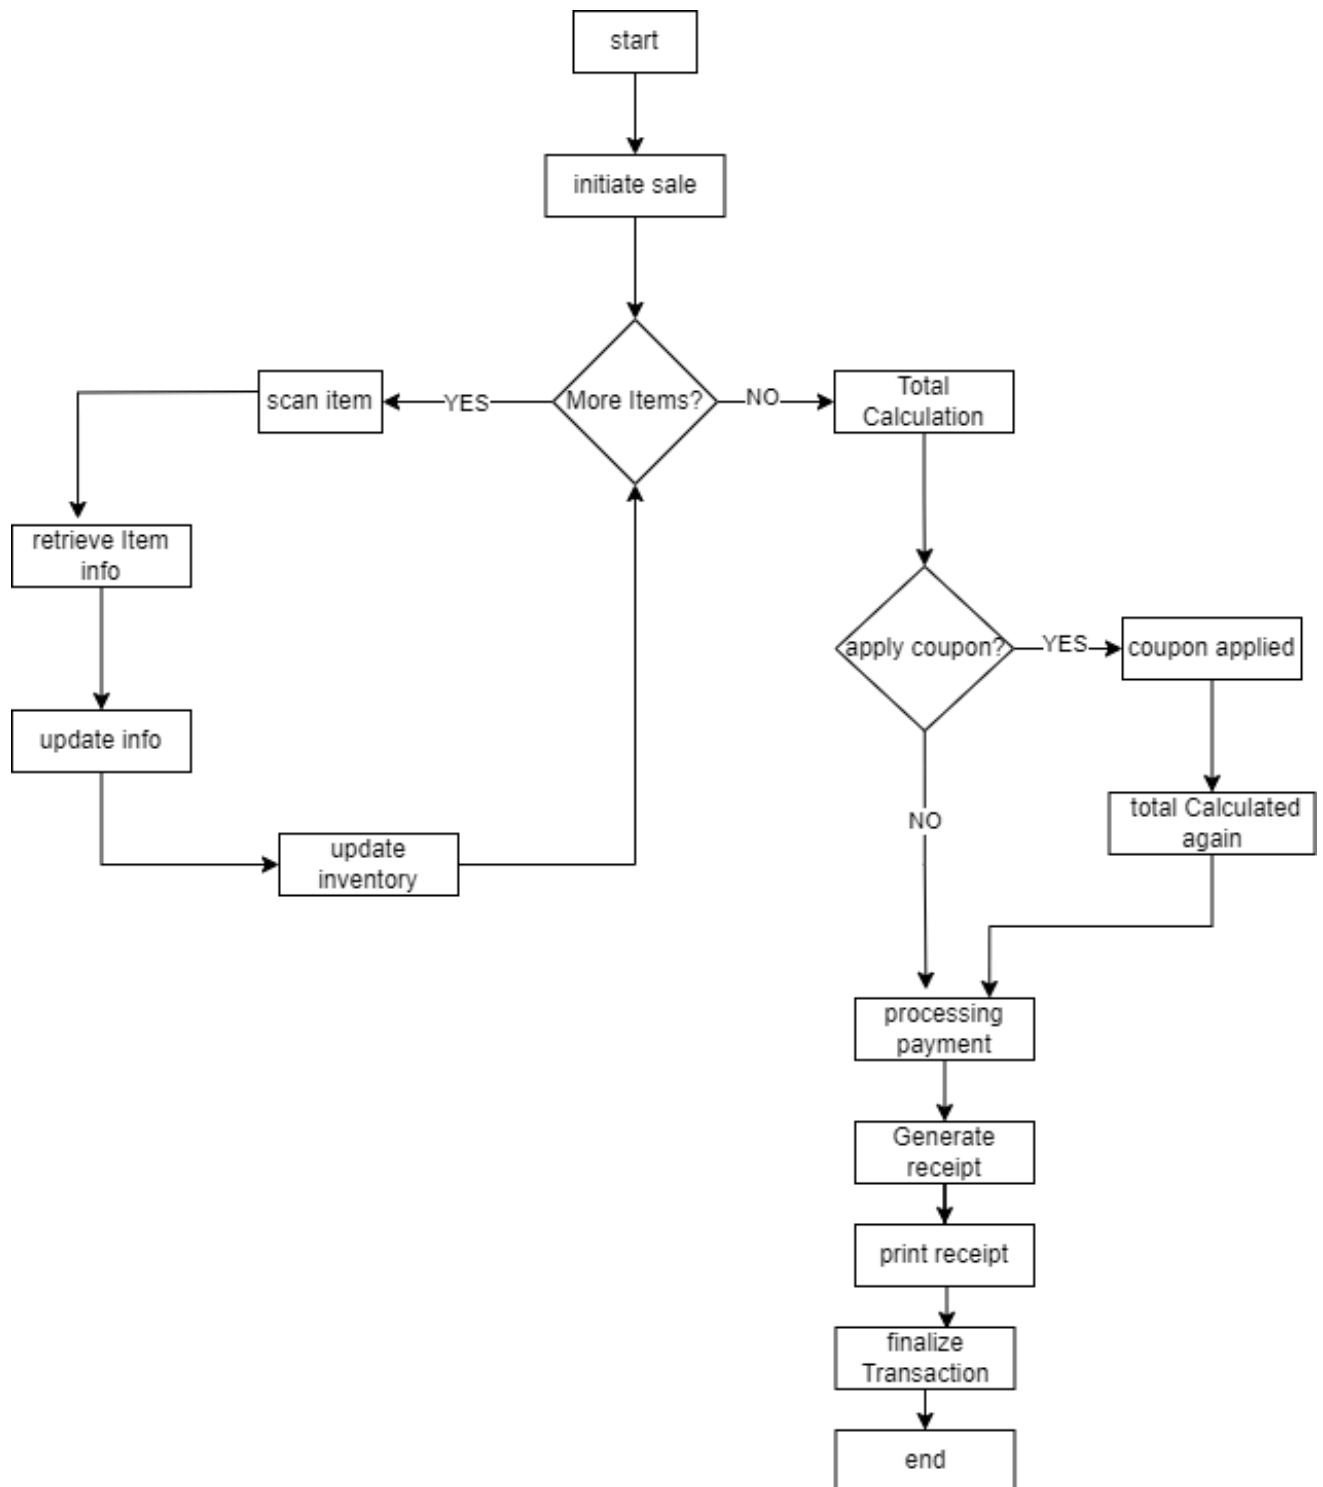 start
initiate sale
scan item
YES
More Items?
NO
Total
Calculation
retrieve Item
info
apply coupon?
YES
coupon applied
update info
NO
total Calculated
again
update
inventory
processing
payment
Generate
receipt
print receipt
finalize
Transaction
end